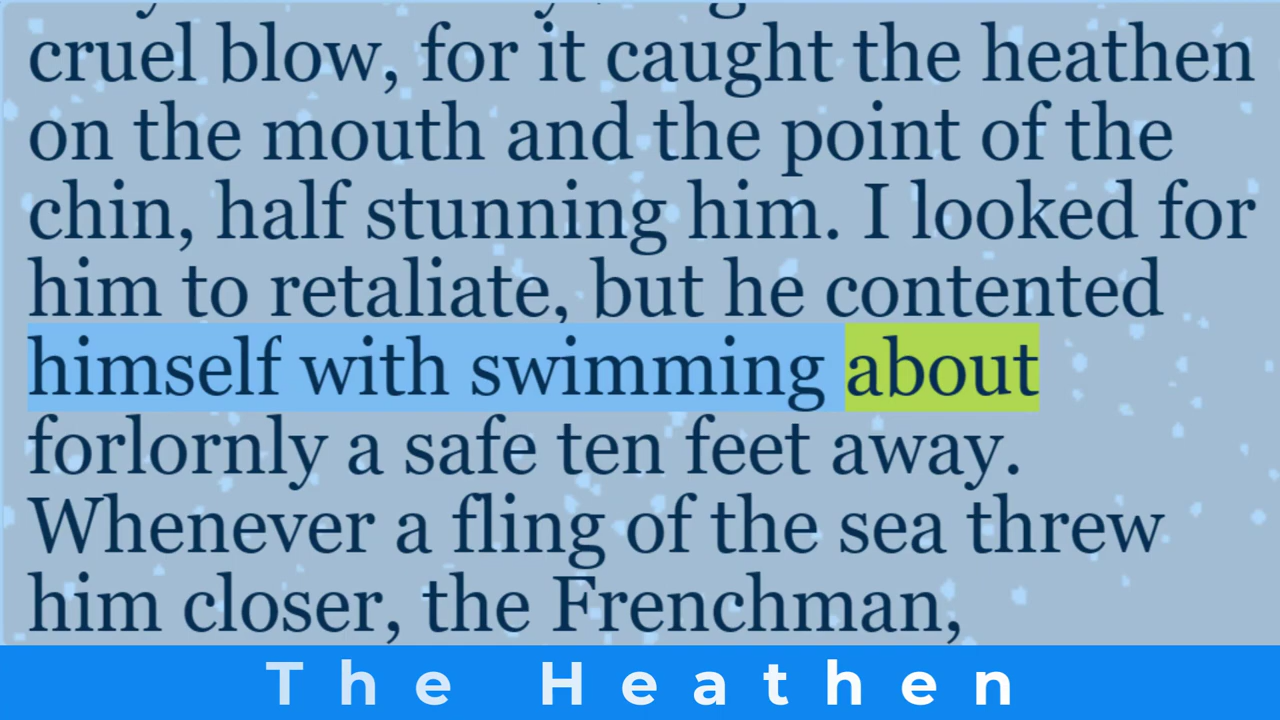 cruel blow, for it caught the heathen
on the mouth and the point of the
chin, half stunning him. I looked for
him to retaliate, but he contented
himself with swimming about
forlornly a safe ten feet away.
Whenever a fling of the sea threw
him closer, the Frenchman,
The Heathen